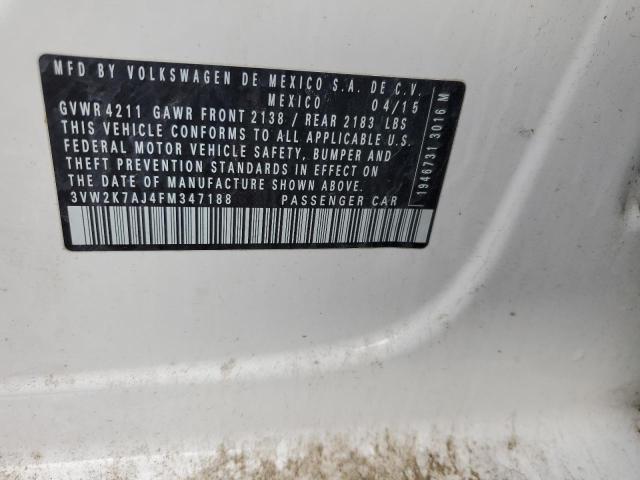 MFD BY VOLKSWAGEN DE MEXICO S.A. DE C.V.
MEXICO 04/15
GVWR 4211 GAWR FRONT 2138 / REAR 2183 LBS
THIS VEHICLE CONFORMS TO ALL APPLICABLE U.S.
FEDERAL MOTOR VEHICLE SAFETY, BUMPER AND
THEFT PREVENTION STANDARDS IN EFFECT ON
THE DATE OF MANUFACTURE SHOWN ABOVE.
3VW2K7AJ4FM347188 PASSENGER CAR
1946731 3016 M